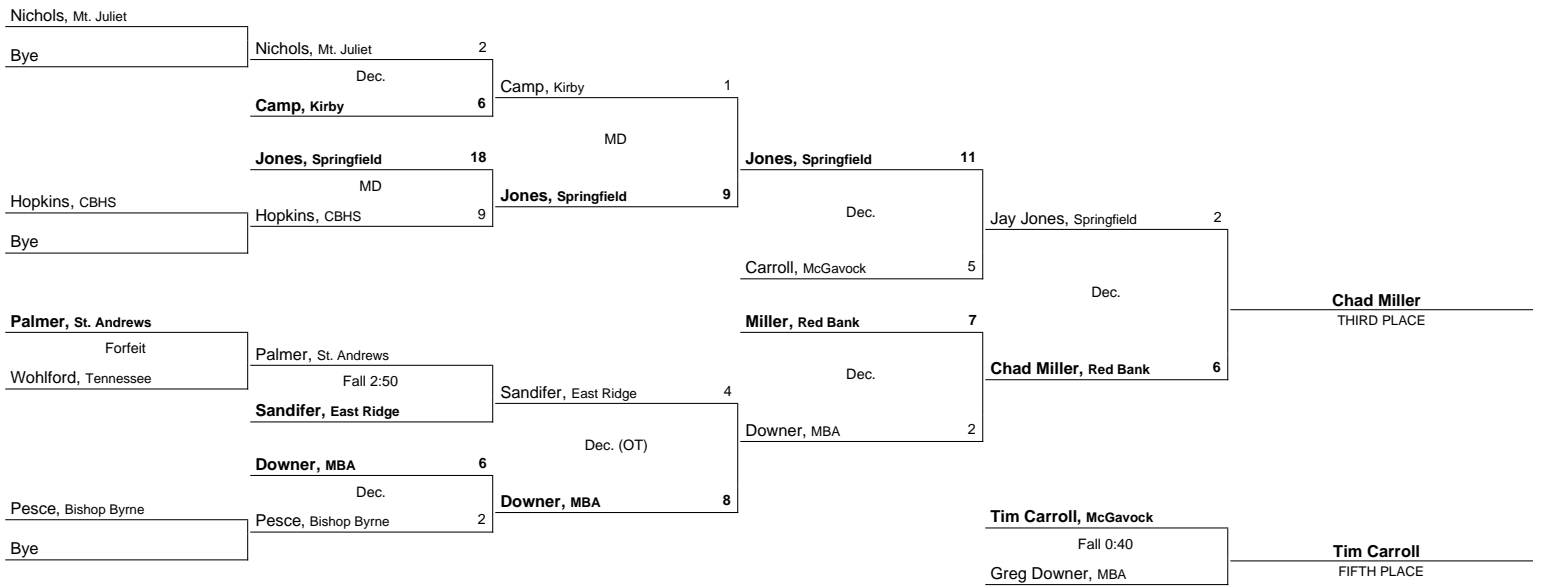 Nichols, Mt. Juliet
Bye
Nichols, Mt. Juliet 2
Dec.
Camp, Kirby 6
Camp, Kirby 1
MD
Jones, Springfield 18
MD
Hopkins, CBHS 9
Hopkins, CBHS
Bye
Jones, Springfield 9
Jones, Springfield 11
Dec.
Carroll, McGavock 5
Jay Jones, Springfield 2
Dec.
Chad Miller
THIRD PLACE
Palmer, St. Andrews
Forfeit
Wohlford, Tennessee
Palmer, St. Andrews
Fall 2:50
Sandifer, East Ridge
Sandifer, East Ridge 4
Dec. (OT)
Downer, MBA 6
Dec.
Pesce, Bishop Byrne 2
Pesce, Bishop Byrne
Bye
Downer, MBA 8
Miller, Red Bank 7
Dec.
Downer, MBA 2
Chad Miller, Red Bank 6
Tim Carroll, McGavock
Fall 0:40
Greg Downer, MBA
Tim Carroll
FIFTH PLACE